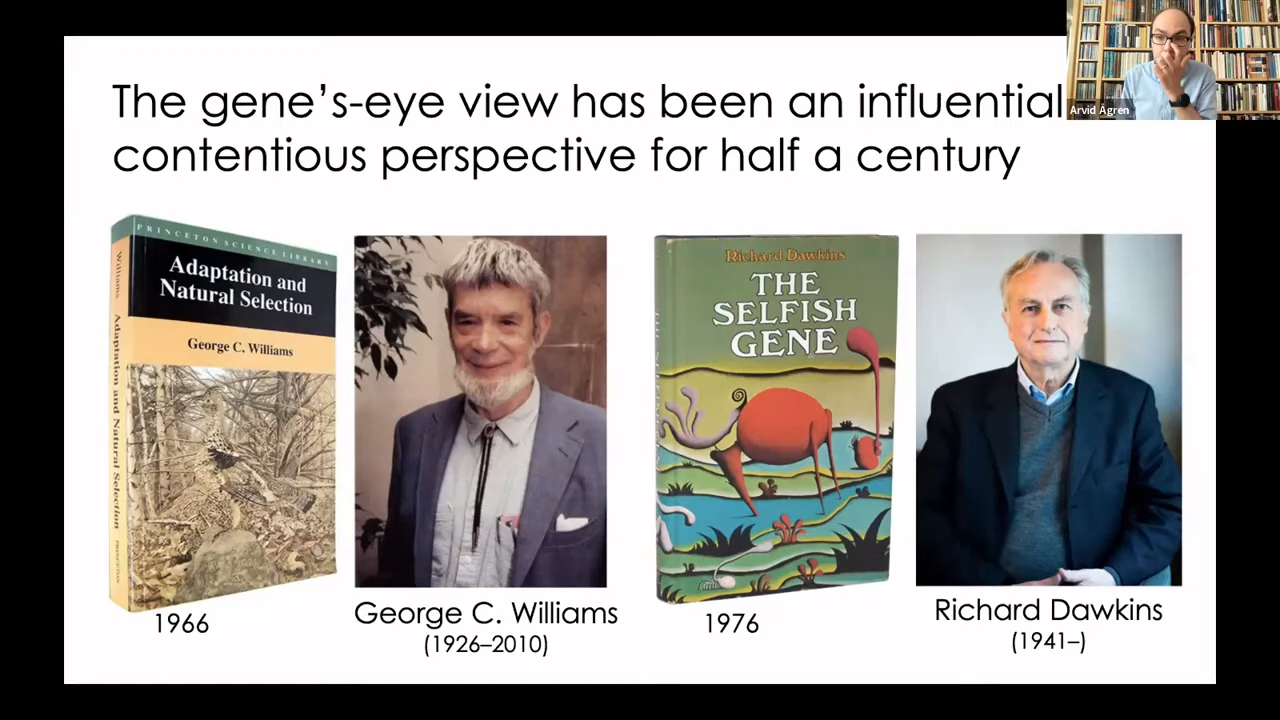 The gene's-eye view has been an influential
contentious perspective for half a century
Arvid Ågren
PRINCETON SCIENCE LIBRARY
Adaptation and
Natural Selection
George C. Williams
Williams Adaptation and Natural Selection PRINCETON
1966
George C. Williams
(1926–2010)
Richard Dawkins
THE
SELFISH
GENE
1976
Richard Dawkins
(1941–)